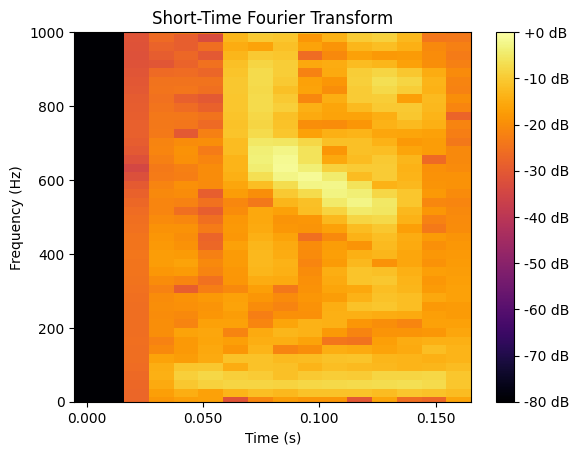 Short-Time Fourier Transform
1000
800
600
400
200
0
Frequency (Hz)
0.000
0.050
0.100
0.150
Time (s)
+0 dB
-10 dB
-20 dB
-30 dB
-40 dB
-50 dB
-60 dB
-70 dB
-80 dB